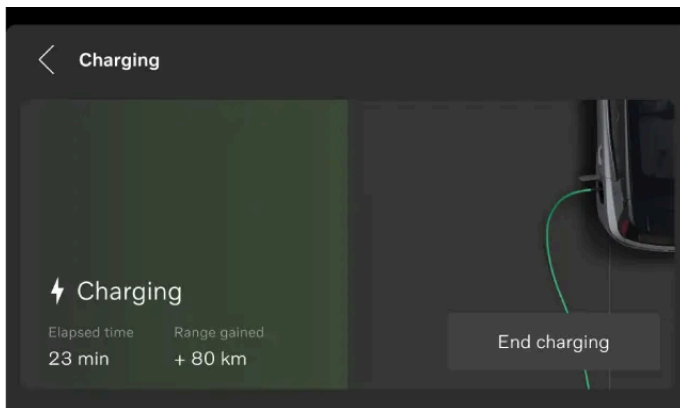 Charging
Charging
Elapsed time Range gained
23 min + 80 km
End charging